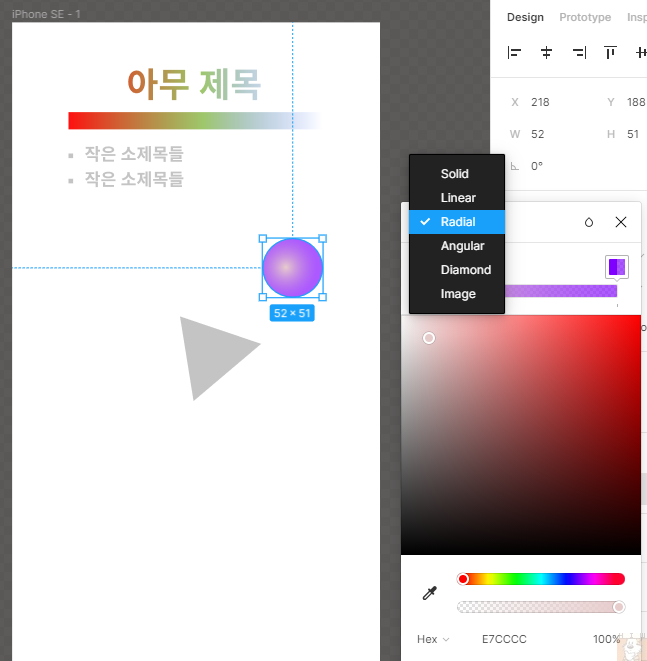 iPhone SE - 1
Design Prototype
아무 제목
작은 소제목들
작은 소제목들
52 × 51
X 218 Y 188
W 52 H 51
0°
Solid
Linear
Radial
Angular
Diamond
Image
Hex E7CCCC 100%